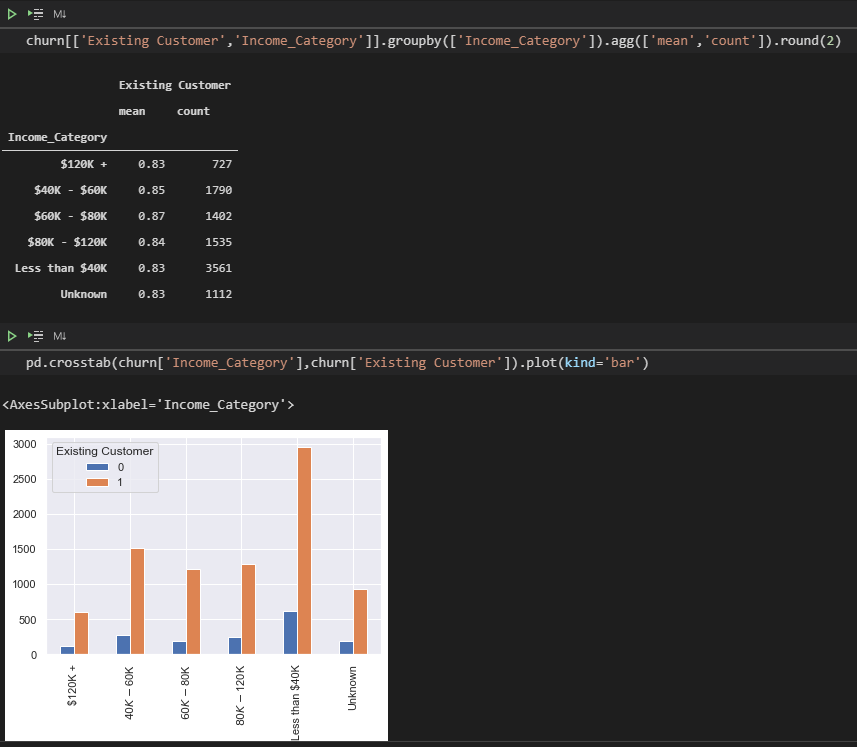 M↓
churn[['Existing Customer','Income_Category']].groupby(['Income_Category']).agg(['mean','count']).round(2)
Existing Customer
mean count
Income_Category
$120K + 0.83 727
$40K - $60K 0.85 1790
$60K - $80K 0.87 1402
$80K - $120K 0.84 1535
Less than $40K 0.83 3561
Unknown 0.83 1112
M↓
pd.crosstab(churn['Income_Category'],churn['Existing Customer']).plot(kind='bar')
<AxesSubplot:xlabel='Income_Category'>
3000
2500
2000
1500
1000
500
0
Existing Customer
0
1
$120K +
40K − 60K
60K − 80K
80K − 120K
Less than $40K
Unknown